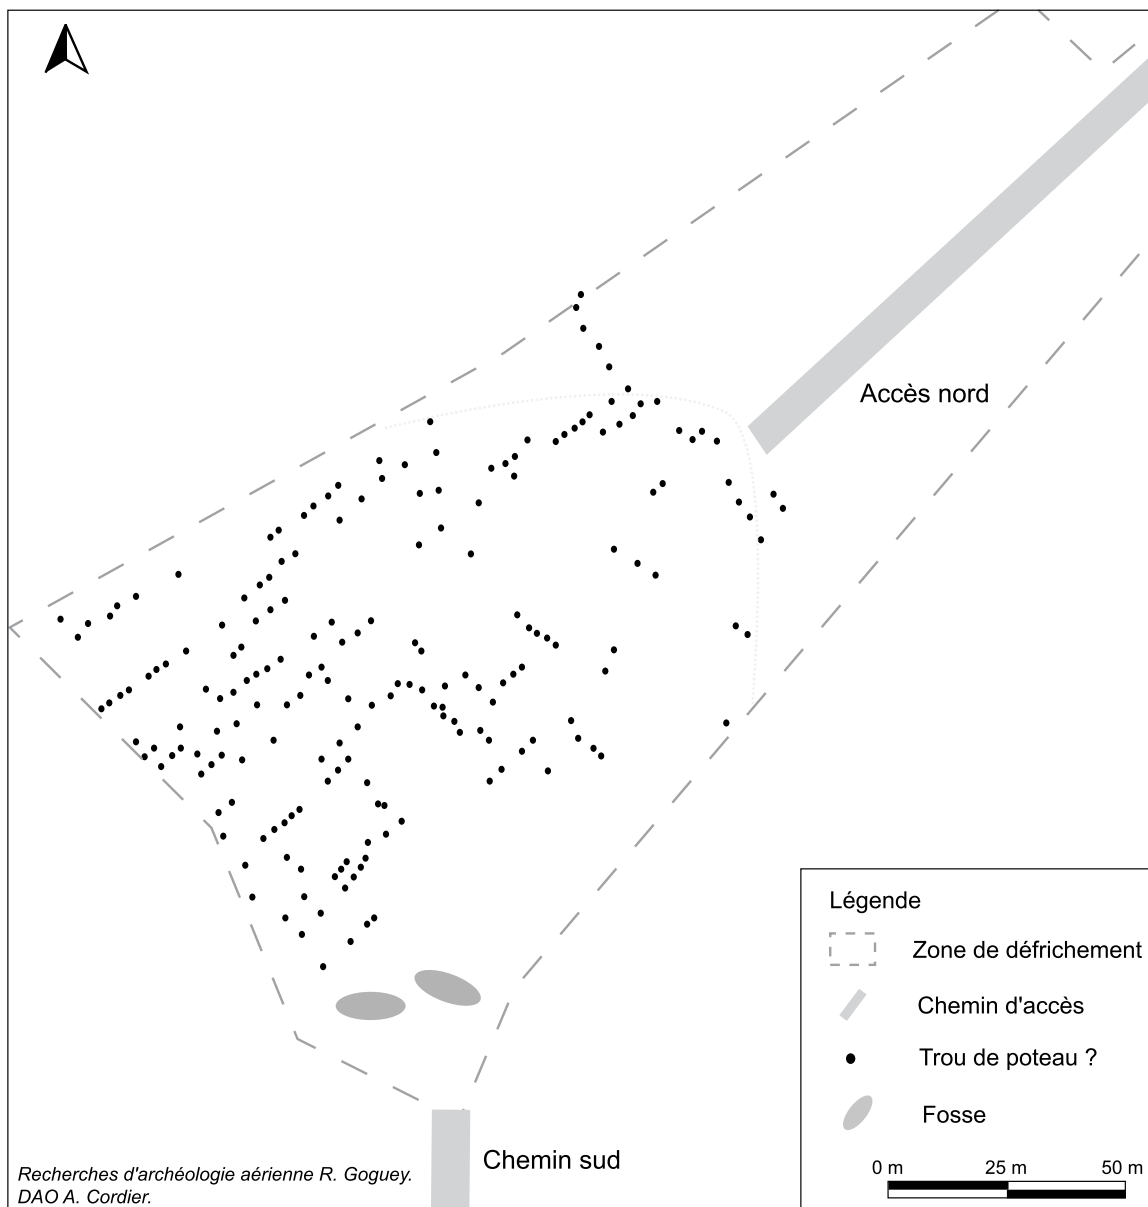 Accès nord
Légende
Zone de défrichement
Chemin d'accès
Trou de poteau ?
Fosse
0 m 25 m 50 m
Chemin sud
Recherches d'archéologie aérienne R. Goguey.
DAO A. Cordier.